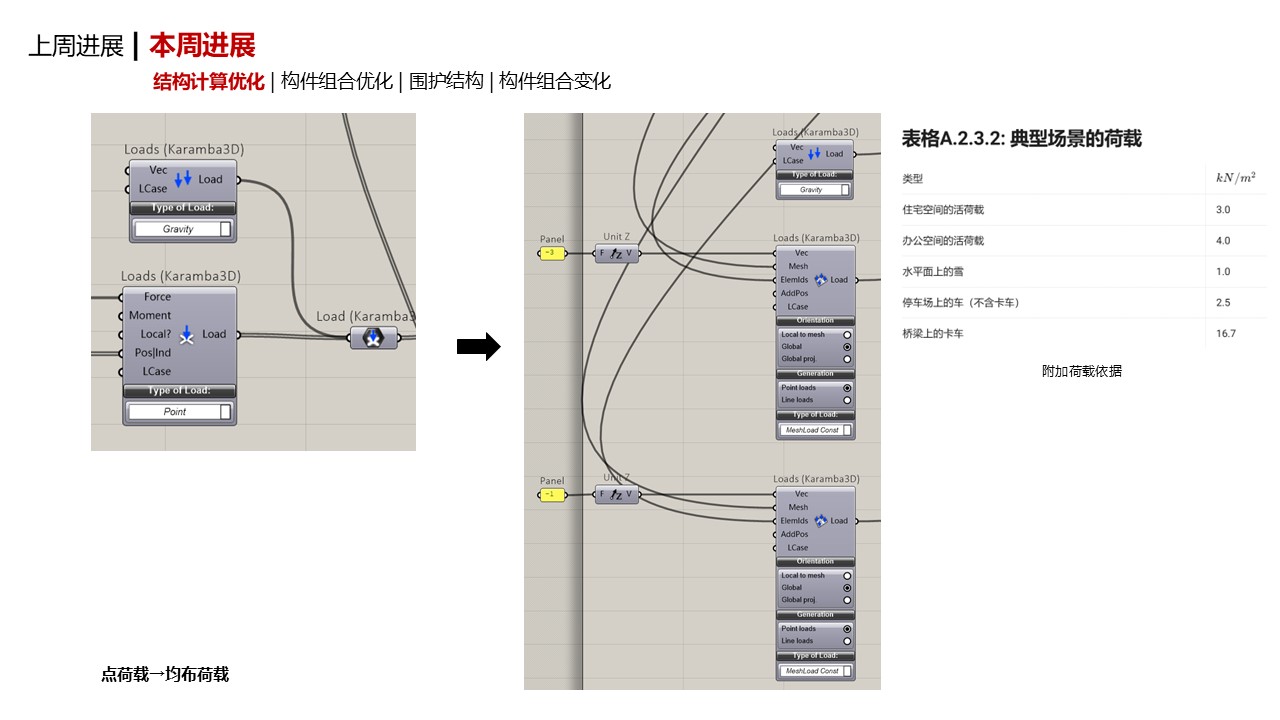 上周进展 | 本周进展
结构计算优化 | 构件组合优化 | 围护结构 | 构件组合变化
Loads (Karamba3D)
Vec
LCase
Load
Type of Load:
Gravity
Loads (Karamba3D)
Force
Moment
Local?
Pos|Ind
LCase
Load
Type of Load:
Point
Load (Karamba3
点荷载→均布荷载
Loads (Karamba3D)
Vec
LCase
Load
Type of Load:
Gravity
Panel
-3
Unit Z
F Z V
Loads (Karamba3D)
Vec
Mesh
ElemIds
AddPos
LCase
Load
Orientation
Local to mesh
Global
Global proj.
Generation
Point loads
Line loads
Type of Load:
MeshLoad Const
Panel
-1
Unit Z
F Z V
Loads (Karamba3D)
Vec
Mesh
ElemIds
AddPos
LCase
Load
Orientation
Local to mesh
Global
Global proj.
Generation
Point loads
Line loads
Type of Load:
MeshLoad Const
表格A.2.3.2: 典型场景的荷载
类型 kN/m²
住宅空间的活荷载 3.0
办公空间的活荷载 4.0
水平面上的雪 1.0
停车场上的车（不含卡车） 2.5
桥梁上的卡车 16.7
附加荷载依据